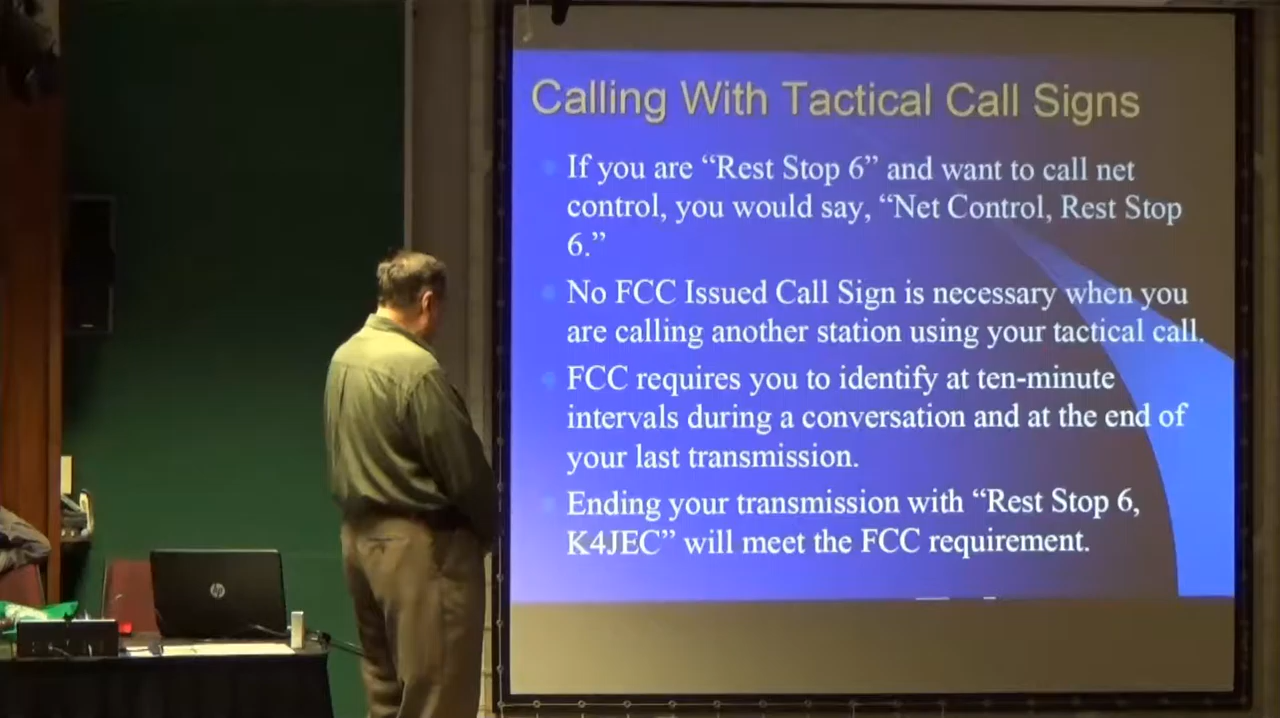 Calling With Tactical Call Signs
If you are “Rest Stop 6” and want to call net
control, you would say, “Net Control, Rest Stop
6.”
No FCC Issued Call Sign is necessary when you
are calling another station using your tactical call.
FCC requires you to identify at ten-minute
intervals during a conversation and at the end of
your last transmission.
Ending your transmission with “Rest Stop 6,
K4JEC” will meet the FCC requirement.
hp